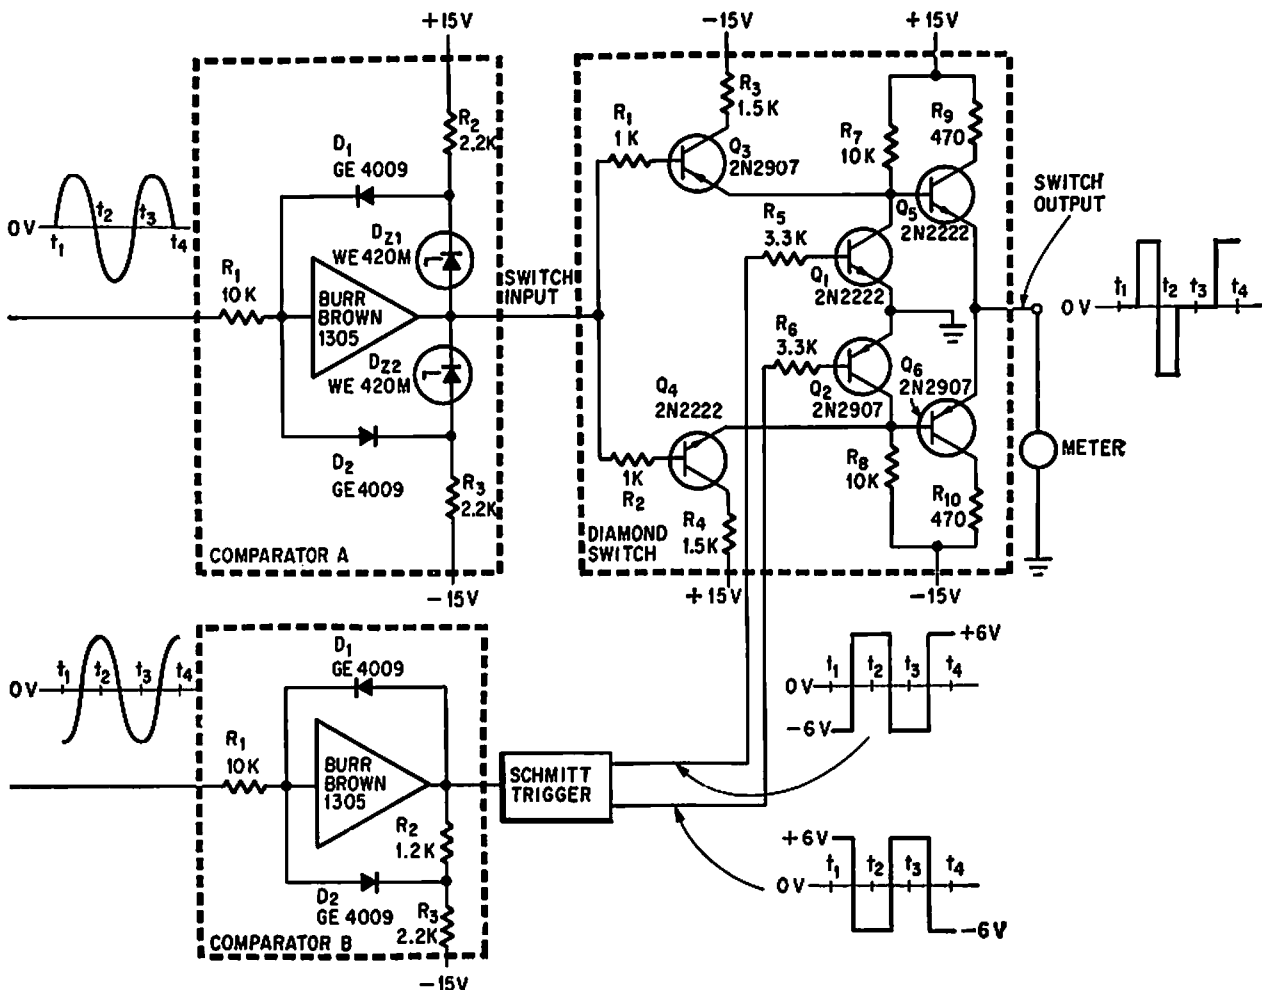 +15V
-15V
+15V
R2
2.2K
D1
GE 4009
0V
t1
t2
t3
t4
DZ1
WE 420M
R1
10K
BURR
BROWN
1305
SWITCH
INPUT
DZ2
WE 420M
D2
GE 4009
R3
2.2K
COMPARATOR A
-15V
R1
1K
R3
1.5K
Q3
2N2907
R7
10K
R9
470
R5
3.3K
Q5
2N2222
Q1
2N2222
SWITCH
OUTPUT
0V
t1
t2
t3
t4
R6
3.3K
Q6
2N2907
Q2
2N2907
Q4
2N2222
1K
R2
R8
10K
R10
470
R4
1.5K
DIAMOND
SWITCH
METER
+15V
-15V
0V
t1
t2
t3
t4
D1
GE 4009
R1
10K
BURR
BROWN
1305
R2
1.2K
D2
GE 4009
R3
2.2K
COMPARATOR B
-15V
SCHMITT
TRIGGER
+6V
0V
t1
t2
t3
t4
-6V
+6V
0V
t1
t2
t3
t4
-6V